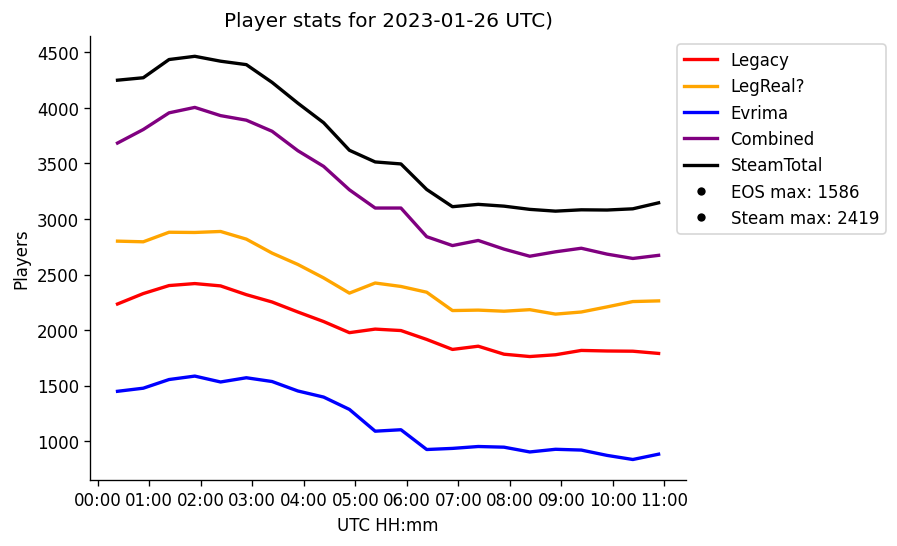 Player stats for 2023-01-26 UTC)
Players
4500
4000
3500
3000
2500
2000
1500
1000
00:00 01:00 02:00 03:00 04:00 05:00 06:00 07:00 08:00 09:00 10:00 11:00
UTC HH:mm
Legacy
LegReal?
Evrima
Combined
SteamTotal
EOS max: 1586
Steam max: 2419